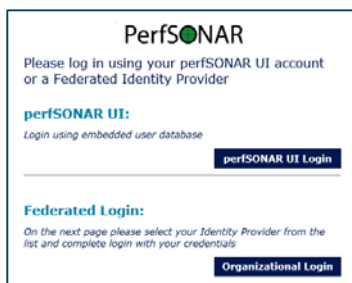 PerfSONAR
Please log in using your perfSONAR UI account
or a Federated Identity Provider
perfSONAR UI:
Login using embedded user database
perfSONAR UI Login
Federated Login:
On the next page please select your Identity Provider from the
list and complete login with your credentials
Organizational Login